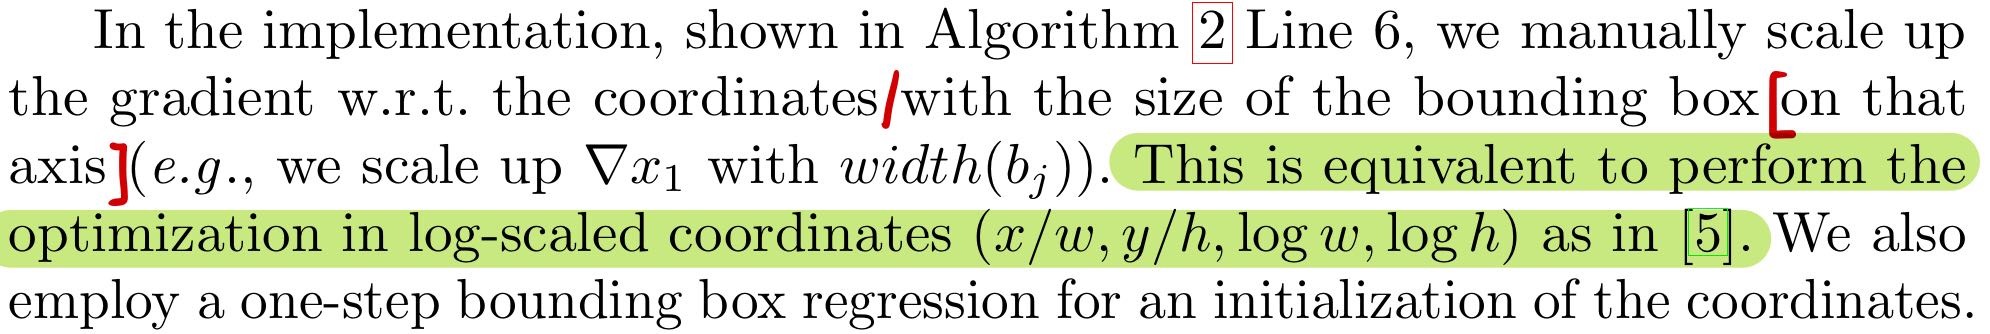 In the implementation, shown in Algorithm 2 Line 6, we manually scale up
the gradient w.r.t. the coordinates/with the size of the bounding box[on that
axis](e.g., we scale up ∇x₁ with width(bⱼ)). This is equivalent to perform the
optimization in log-scaled coordinates (x/w, y/h, log w, log h) as in [5]. We also
employ a one-step bounding box regression for an initialization of the coordinates.